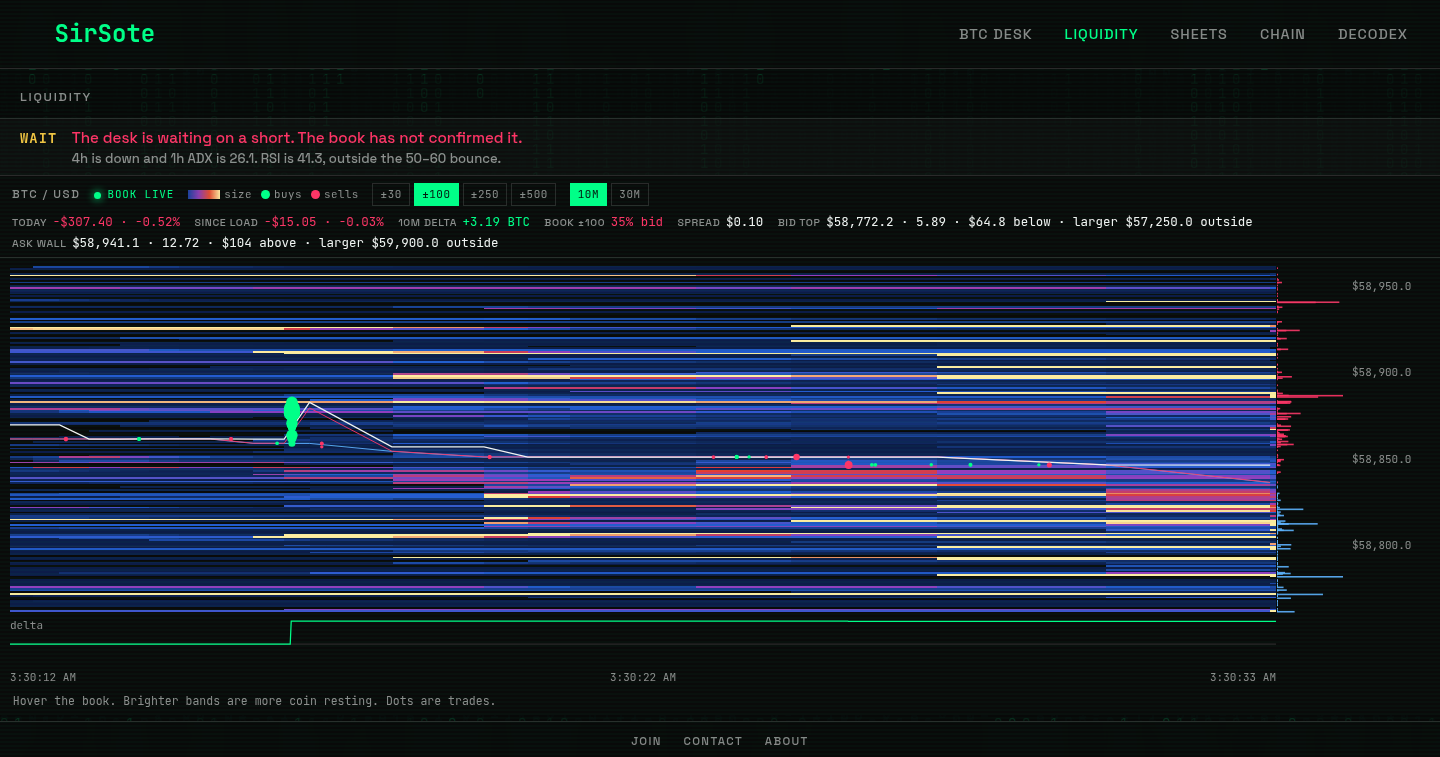 SirSote
BTC DESK LIQUIDITY SHEETS CHAIN DECODEX
LIQUIDITY
WAIT The desk is waiting on a short. The book has not confirmed it.
4h is down and 1h ADX is 26.1. RSI is 41.3, outside the 50–60 bounce.
BTC / USD BOOK LIVE size buys sells ±30 ±100 ±250 ±500 10M 30M
TODAY -$307.40 · -0.52% SINCE LOAD -$15.05 · -0.03% 10M DELTA +3.19 BTC BOOK ±100 35% bid SPREAD $0.10 BID TOP $58,772.2 · 5.89 · $64.8 below · larger $57,250.0 outside
ASK WALL $58,941.1 · 12.72 · $104 above · larger $59,900.0 outside
$58,950.0
$58,900.0
$58,850.0
$58,800.0
delta
3:30:12 AM 3:30:22 AM 3:30:33 AM
Hover the book. Brighter bands are more coin resting. Dots are trades.
JOIN CONTACT ABOUT